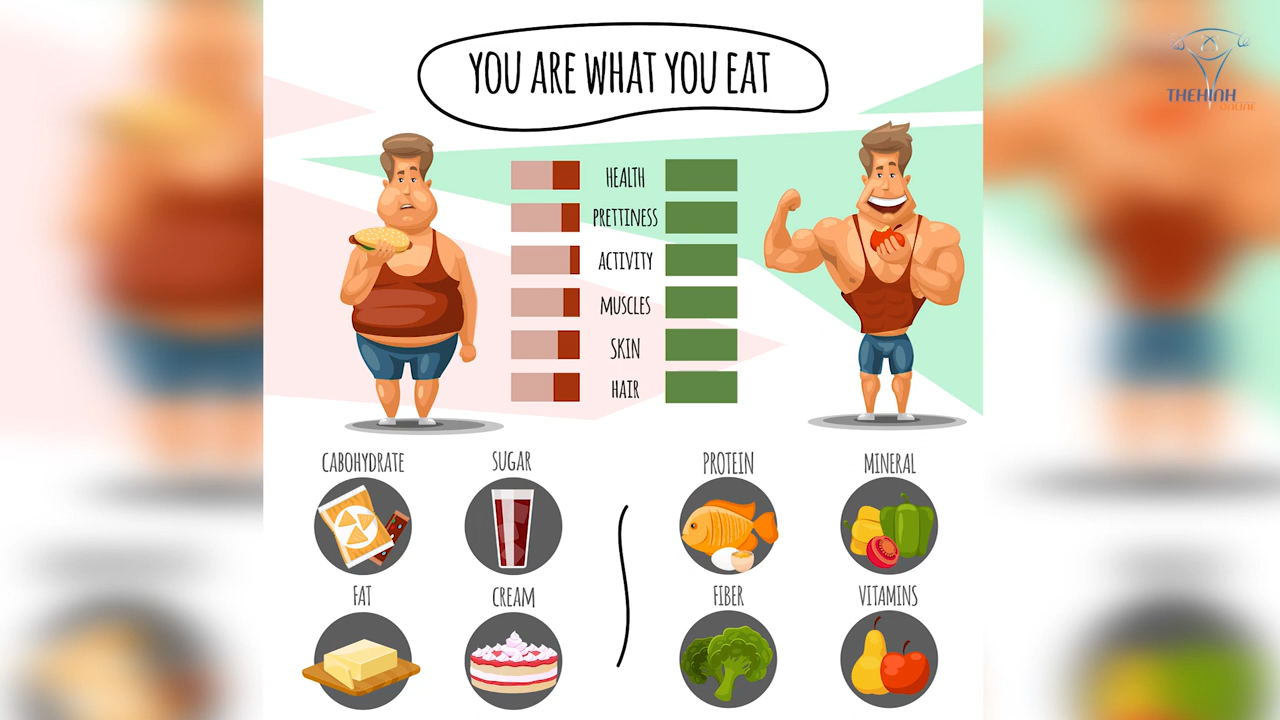 YOU ARE WHAT YOU EAT
THEHINH
ONLINE
HEALTH
PRETTINESS
ACTIVITY
MUSCLES
SKIN
HAIR
CABOHYDRATE
SUGAR
PROTEIN
MINERAL
FAT
CREAM
FIBER
VITAMINS